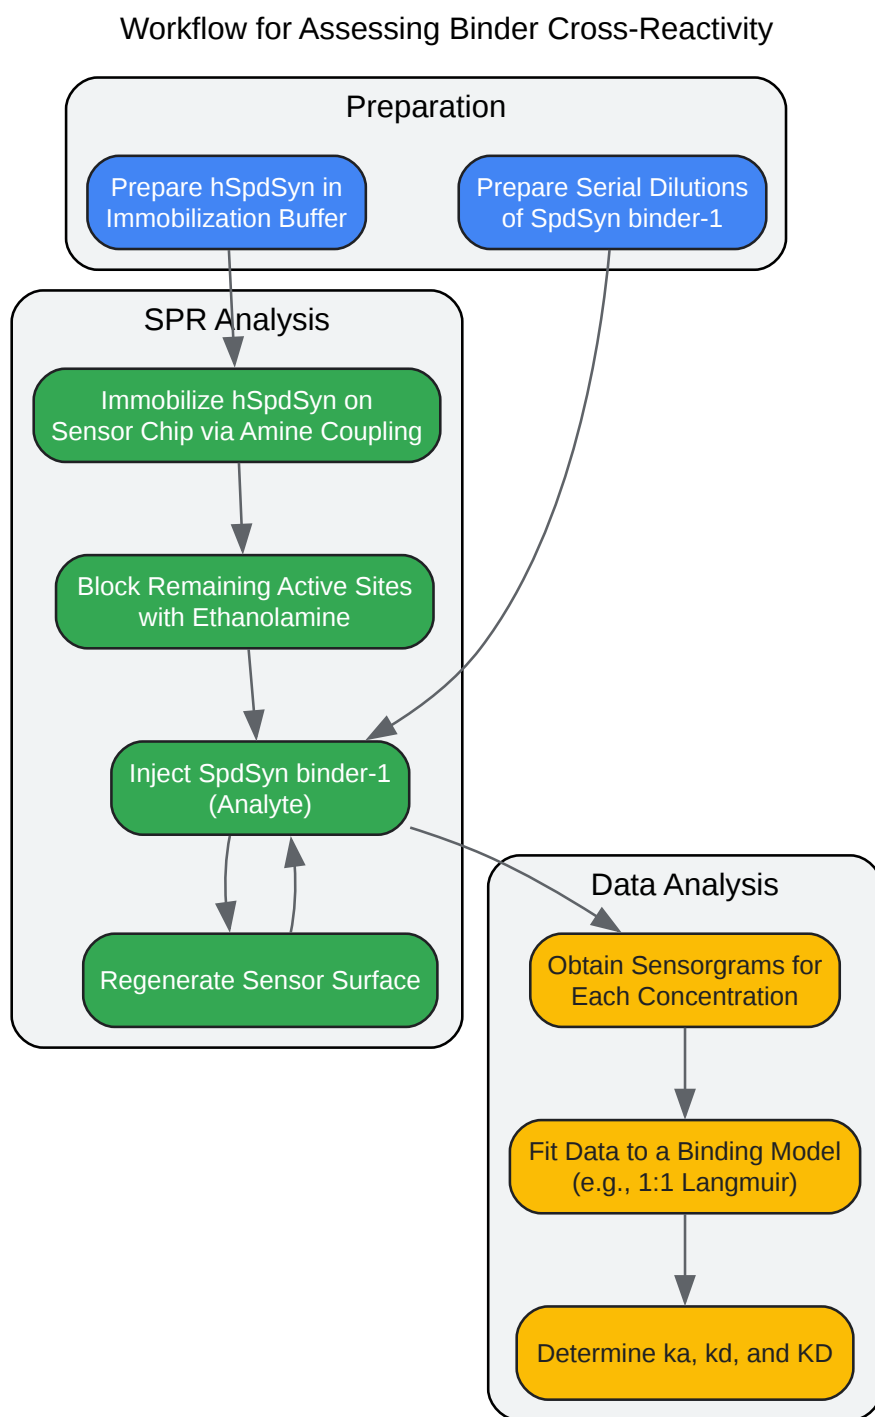 Workflow for Assessing Binder Cross-Reactivity
Preparation
Prepare hSpdSyn in
Immobilization Buffer
Prepare Serial Dilutions
of SpdSyn binder-1
SPR Analysis
Immobilize hSpdSyn on
Sensor Chip via Amine Coupling
Block Remaining Active Sites
with Ethanolamine
Inject SpdSyn binder-1
(Analyte)
Regenerate Sensor Surface
Data Analysis
Obtain Sensorgrams for
Each Concentration
Fit Data to a Binding Model
(e.g., 1:1 Langmuir)
Determine ka, kd, and KD